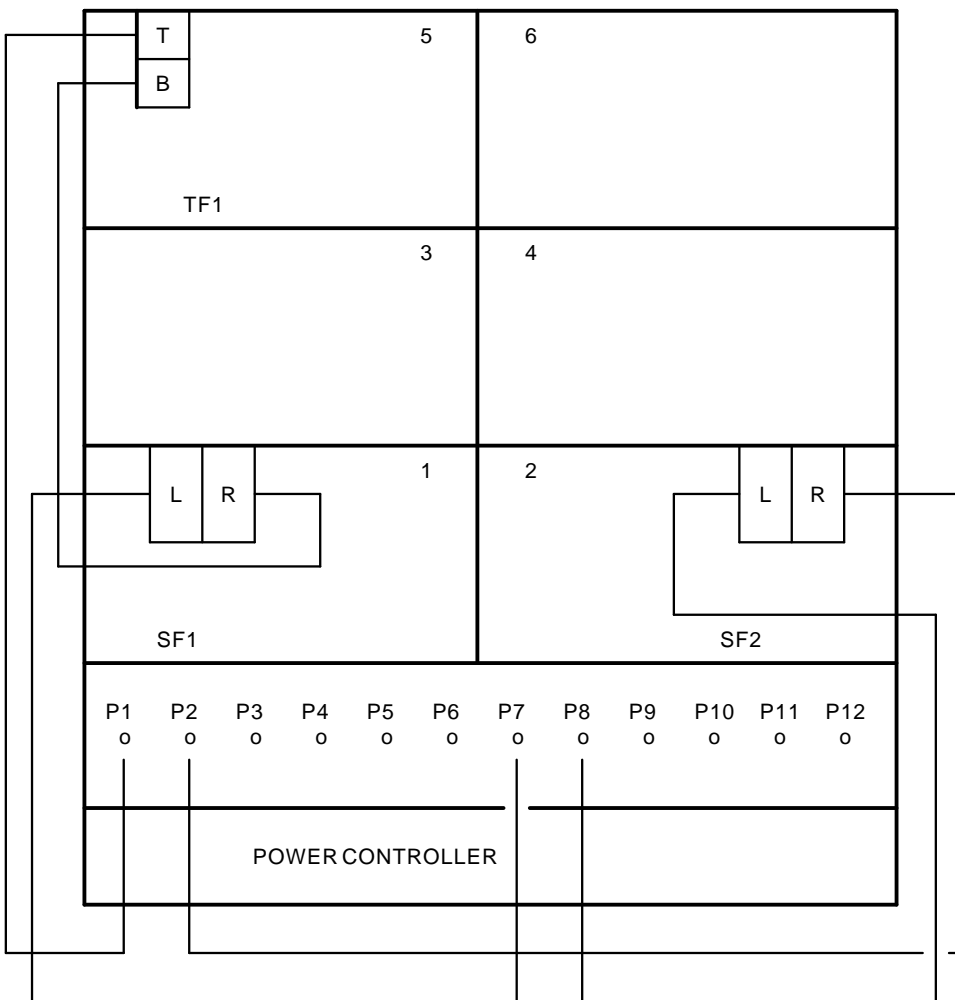 T 5 6
B
TF1
3 4
L R 1 2 L R
SF1 SF2
P1 P2 P3 P4 P5 P6 P7 P8 P9 P10 P11 P12
o o o o o o o o o o o o
POWER CONTROLLER